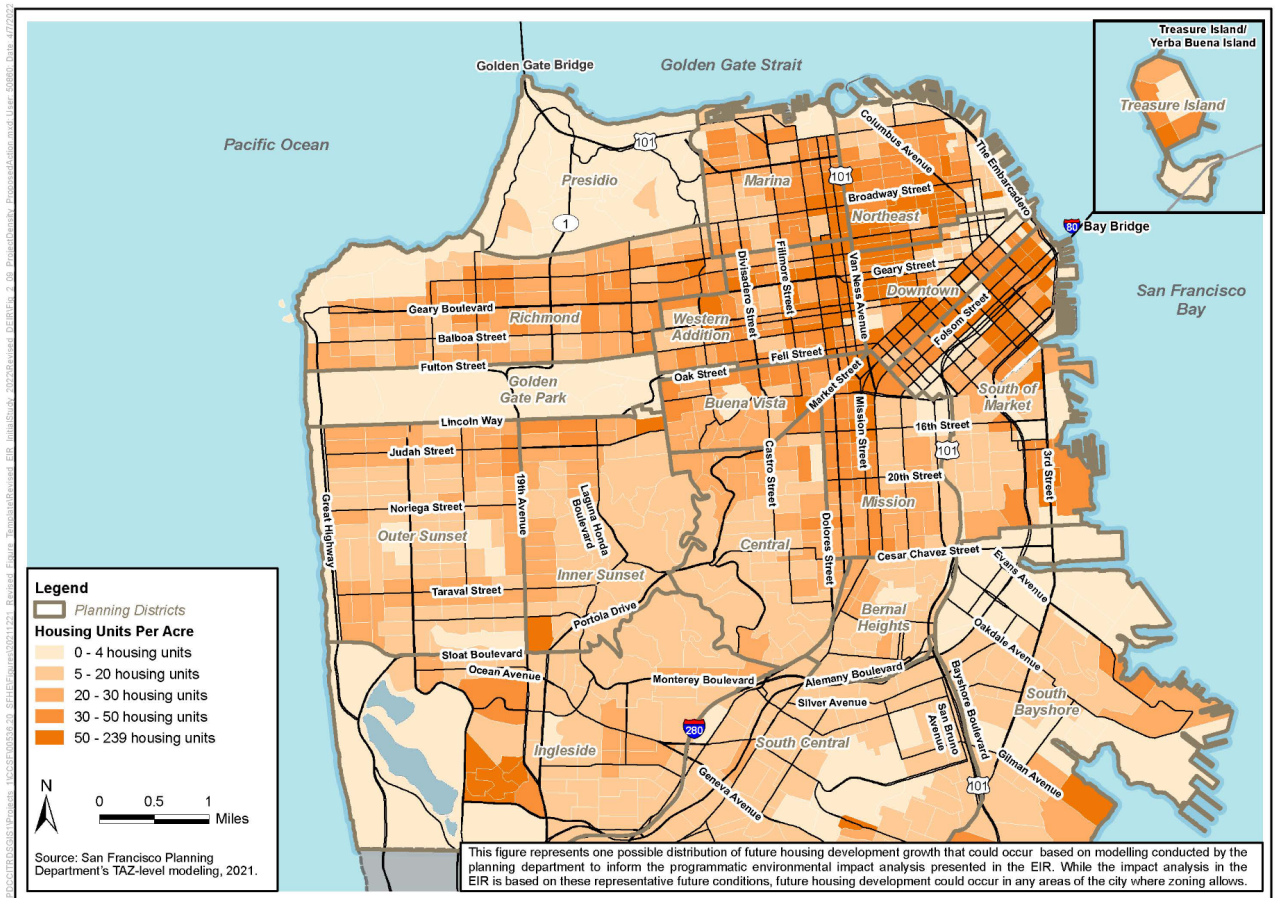 Treasure Island/
Yerba Buena Island
Treasure Island
Golden Gate Bridge
Golden Gate Strait
Pacific Ocean
101
Presidio
1
Marina
101
Columbus Avenue
The Embarcadero
Broadway Street
Northeast
80
Bay Bridge
San Francisco
Bay
Geary Street
Downtown
Folsom Street
Van Ness Avenue
Fillmore Street
Divisadero Street
Geary Boulevard
Richmond
Balboa Street
Western
Addition
Fulton Street
Fell Street
Oak Street
Market Street
Golden
Gate Park
Buena Vista
South of
Market
Lincoln Way
16th Street
Judah Street
Mission Street
101
Castro Street
3rd Street
20th Street
Great Highway
19th Avenue
Laguna Honda
Boulevard
Noriega Street
Mission
Outer Sunset
Dolores Street
Central
Cesar Chavez Street
Evans Avenue
Inner Sunset
Taraval Street
Portola Drive
Bernal
Heights
Oakdale Avenue
Sloat Boulevard
Ocean Avenue
Monterey Boulevard
Alemany Boulevard
Silver Avenue
Bayshore Boulevard
San Bruno
Avenue
South
Bayshore
280
Ingleside
South Central
Geneva Avenue
Gilman Avenue
101
Legend
Planning Districts
Housing Units Per Acre
0 - 4 housing units
5 - 20 housing units
20 - 30 housing units
30 - 50 housing units
50 - 239 housing units
N
0 0.5 1
Miles
Source: San Francisco Planning
Department's TAZ-level modeling, 2021.
This figure represents one possible distribution of future housing development growth that could occur based on modelling conducted by the
planning department to inform the programmatic environmental impact analysis presented in the EIR. While the impact analysis in the
EIR is based on these representative future conditions, future housing development could occur in any areas of the city where zoning allows.